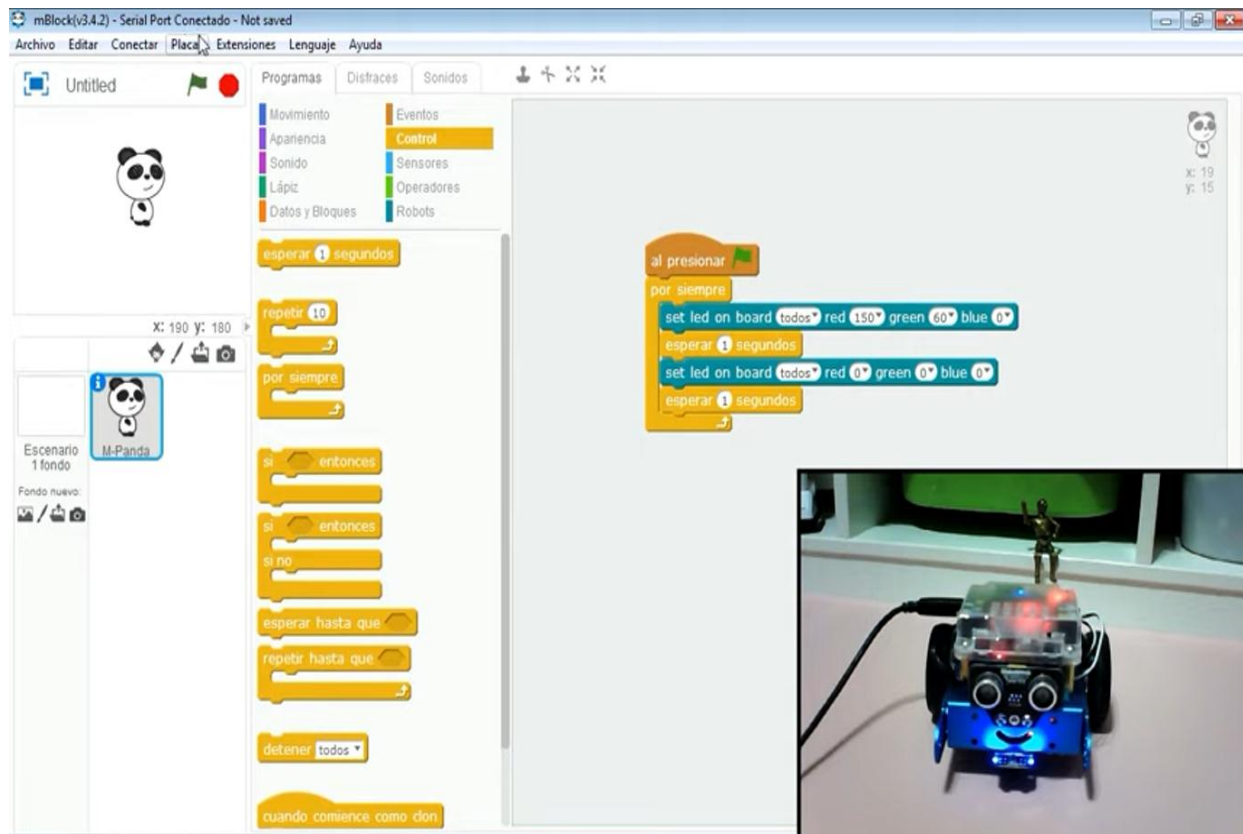 mBlock(v3.4.2) - Serial Port Conectado - Not saved
Archivo Editar Conectar Placas Extensiones Lenguaje Ayuda
Untitled
Programas Disfraces Sonidos
Movimiento Eventos
Apariencia Control
Sonido Sensores
Lápiz Operadores
Datos y Bloques Robots
x: 19
y: 15
esperar 1 segundos
repetir 10
por siempre
si entonces
si entonces
si no
esperar hasta que
repetir hasta que
detener todos
cuando comience como clon
X: 190 y: 180
Escenario
1 fondo
M-Panda
Fondo nuevo:
al presionar
por siempre
set led on board todos red 150 green 60 blue 0
esperar 1 segundos
set led on board todos red 0 green 0 blue 0
esperar 1 segundos